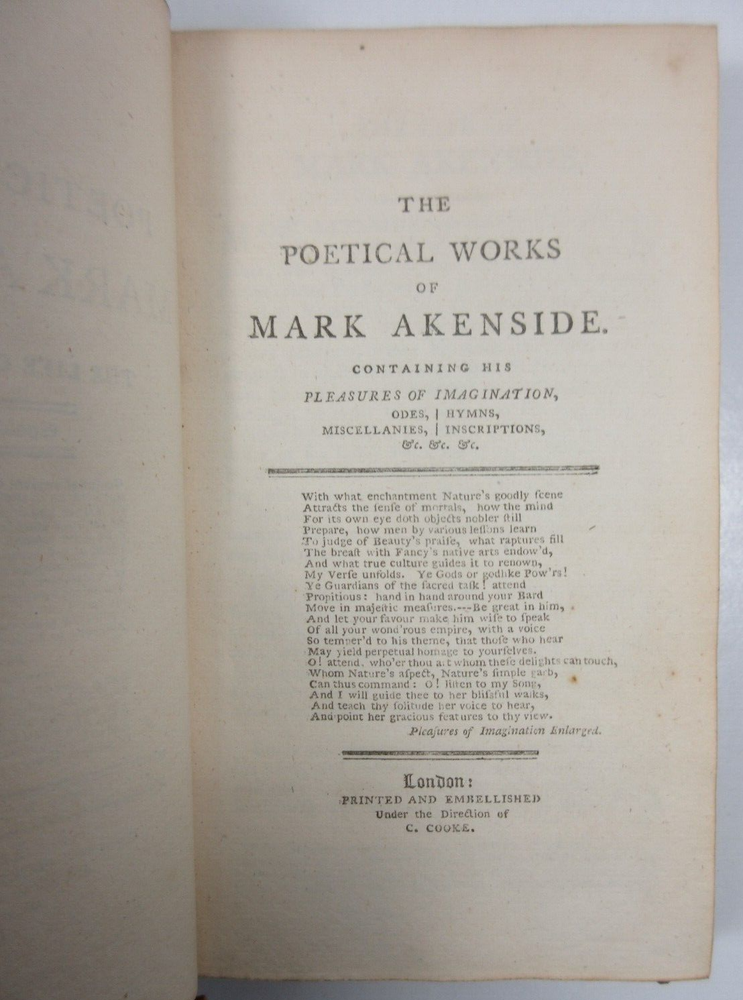 THE
POETICAL WORKS
OF
MARK AKENSIDE.
CONTAINING HIS
PLEASURES OF IMAGINATION,
ODES, | HYMNS,
MISCELLANIES, | INSCRIPTIONS,
&c. &c. &c.
With what enchantment Nature's goodly ſcene
Attracts the ſenſe of mortals, how the mind
For its own eye doth objects nobler ſtill
Prepare, how men by various leſſons learn
To judge of Beauty's praiſe, what raptures fill
The breaſt with Fancy's native arts endow'd,
And what true culture guides it to renown,
My Verſe unfolds. Ye Gods or godlike Pow'rs!
Ye Guardians of the ſacred taſk! attend
Propitious: hand in hand around your Bard
Move in majeſtic meaſures.---Be great in him,
And let your favour make him wiſe to ſpeak
Of all your wond'rous empire, with a voice
So temper'd to his theme, that thoſe who hear
May yield perpetual homage to yourſelves.
O! attend, who'er thou art whom theſe delights can touch,
Whom Nature's aſpect, Nature's ſimple garb,
Can thus command: O! liſten to my Song,
And I will guide thee to her bliſsful walks,
And teach thy ſolitude her voice to hear,
And point her gracious features to thy view.
Pleaſures of Imagination Enlarged.
London:
PRINTED AND EMBELLISHED
Under the Direction of
C. COOKE.